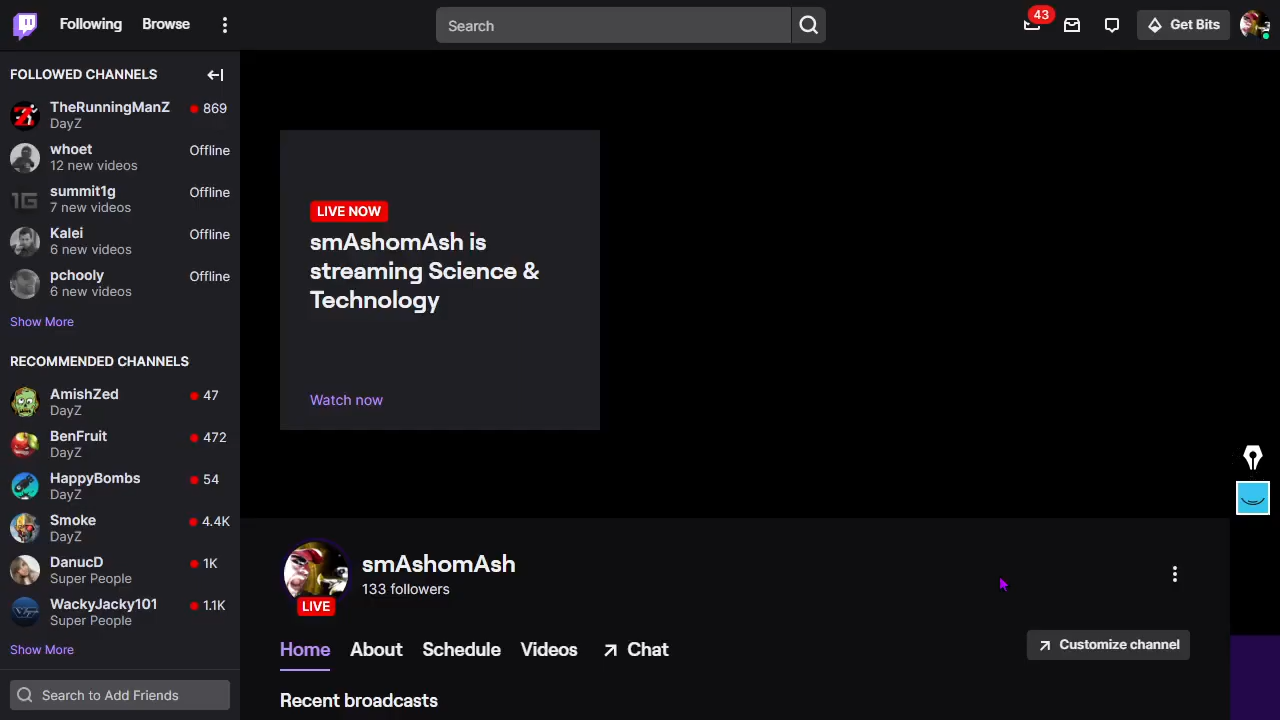 Following
Browse
Search
43
Get Bits
FOLLOWED CHANNELS
TheRunningManZ
869
DayZ
whoet
Offline
12 new videos
1G
summit1g
Offline
7 new videos
Kalei
Offline
6 new videos
pchooly
Offline
6 new videos
Show More
RECOMMENDED CHANNELS
AmishZed
47
DayZ
BenFruit
472
DayZ
HappyBombs
54
DayZ
Smoke
4.4K
DayZ
DanucD
1K
Super People
WackyJacky101
1.1K
Super People
Show More
Search to Add Friends
LIVE NOW
smAshomAsh is
streaming Science &
Technology
Watch now
smAshomAsh
133 followers
LIVE
Home
About
Schedule
Videos
Chat
Customize channel
Recent broadcasts